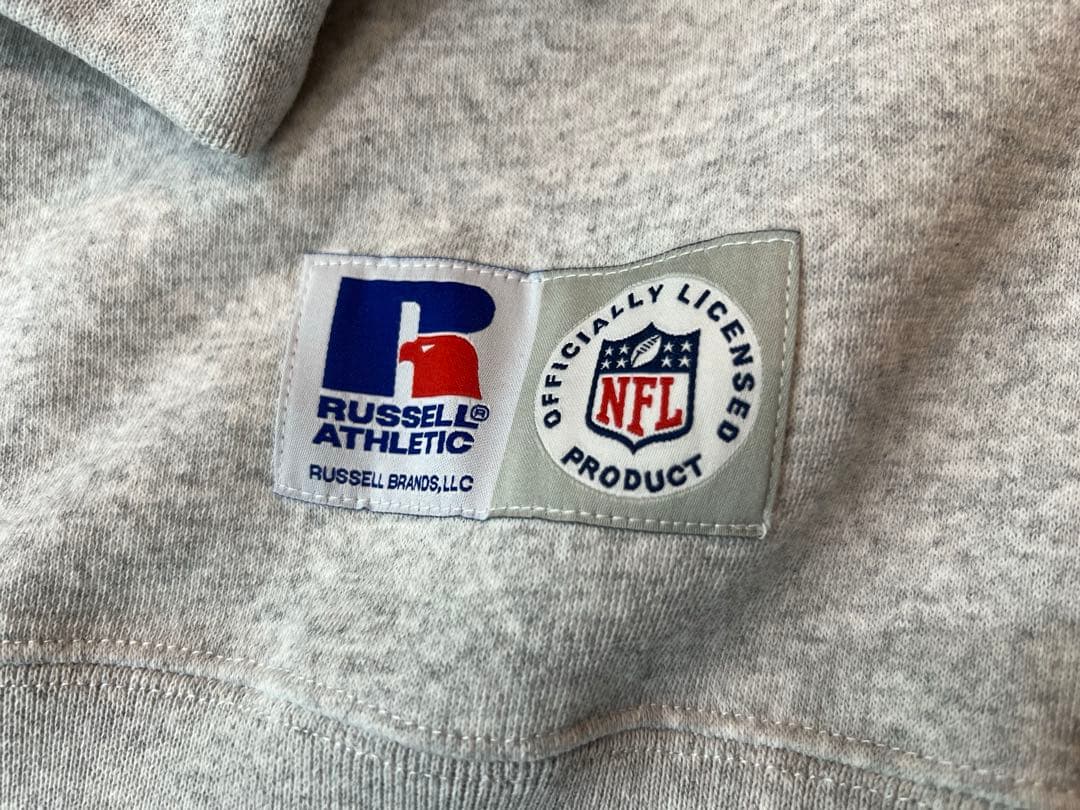 RUSSELL®
ATHLETIC
RUSSELL BRANDS, LLC
OFFICIALLY LICENSED
NFL
PRODUCT